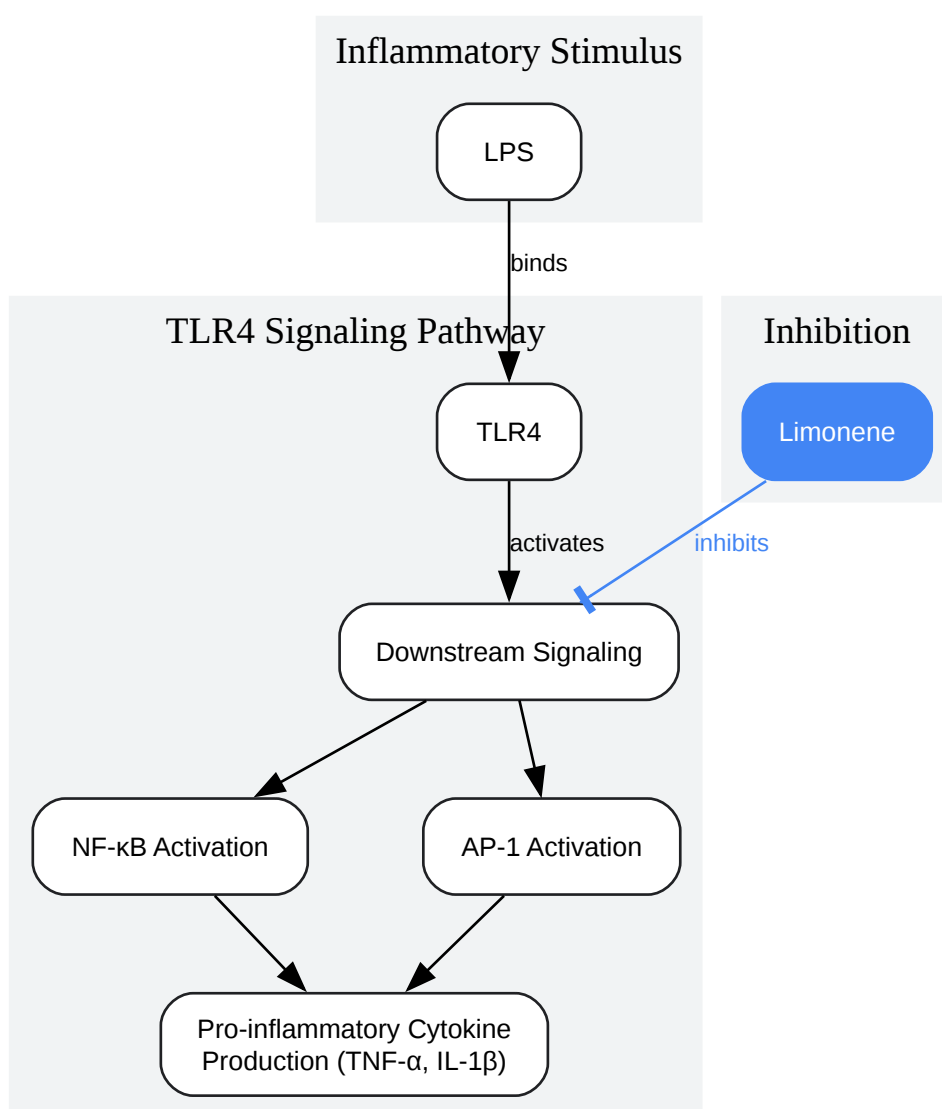 Inflammatory Stimulus
LPS
binds
TLR4 Signaling Pathway
Inhibition
TLR4
Limonene
activates
inhibits
Downstream Signaling
NF-κB Activation
AP-1 Activation
Pro-inflammatory Cytokine
Production (TNF-α, IL-1β)